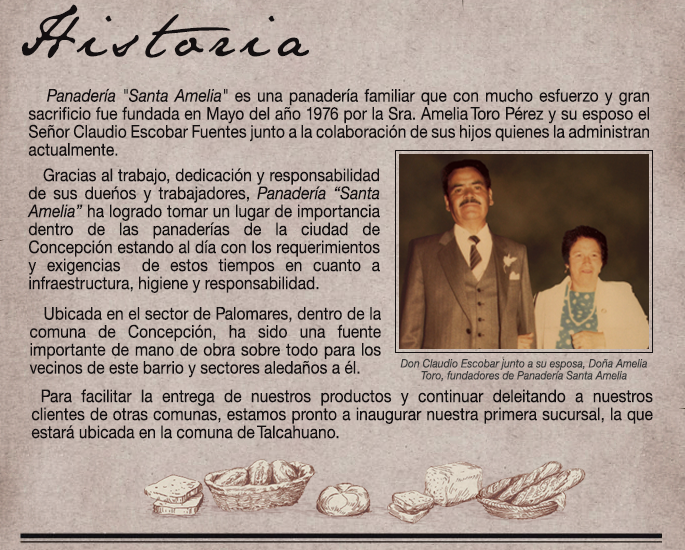 Historia
Panadería "Santa Amelia" es una panadería familiar que con mucho esfuerzo y gran
sacrificio fue fundada en Mayo del año 1976 por la Sra. Amelia Toro Pérez y su esposo el
Señor Claudio Escobar Fuentes junto a la colaboración de sus hijos quienes la administran
actualmente.
Gracias al trabajo, dedicación y responsabilidad
de sus dueños y trabajadores, Panadería “Santa
Amelia” ha logrado tomar un lugar de importancia
dentro de las panaderías de la ciudad de
Concepción estando al día con los requerimientos
y exigencias de estos tiempos en cuanto a
infraestructura, higiene y responsabilidad.
Ubicada en el sector de Palomares, dentro de la
comuna de Concepción, ha sido una fuente
importante de mano de obra sobre todo para los
vecinos de este barrio y sectores aledaños a él.
Don Claudio Escobar junto a su esposa, Doña Amelia
Toro, fundadores de Panadería Santa Amelia
Para facilitar la entrega de nuestros productos y continuar deleitando a nuestros
clientes de otras comunas, estamos pronto a inaugurar nuestra primera sucursal, la que
estará ubicada en la comuna de Talcahuano.